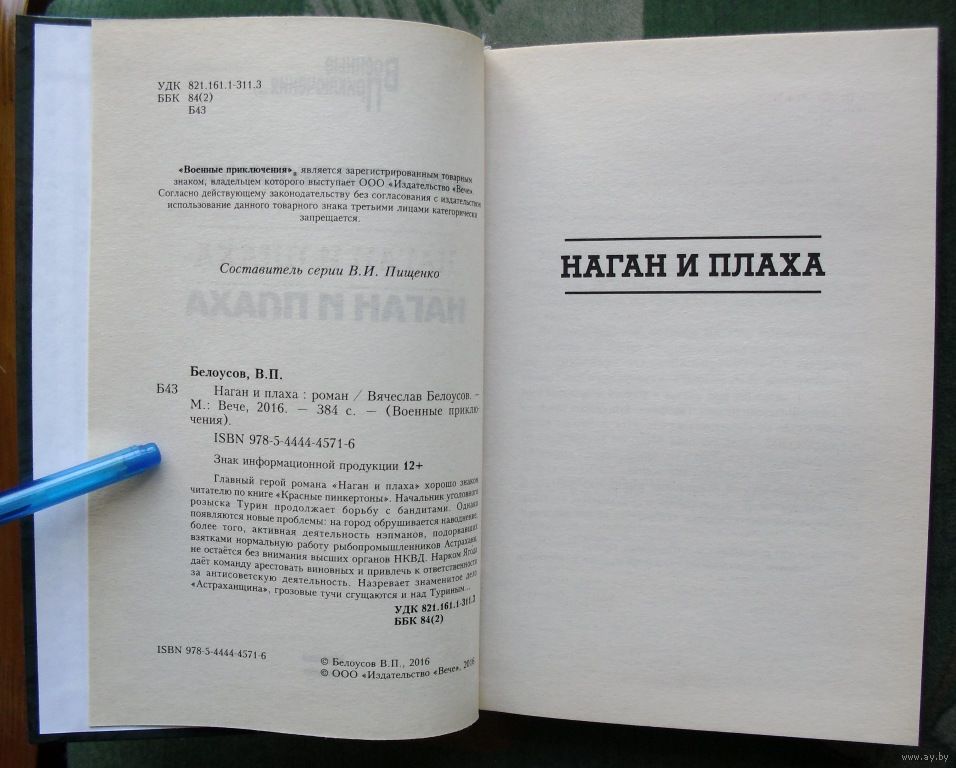 УДК 821.161.1-311.3
ББК 84(2)
Б43
«Военные приключения»® является зарегистрированным товарным
знаком, владельцем которого выступает ООО «Издательство «Вече».
Согласно действующему законодательству без согласования с издательством
использование данного товарного знака третьими лицами категорически
запрещается.
Составитель серии В.И. Пищенко
Белоусов, В.П.
Б43 Наган и плаха : роман / Вячеслав Белоусов. –
М.: Вече, 2016. — 384 с. — (Военные приклю-
чения).
ISBN 978-5-4444-4571-6
Знак информационной продукции 12+
Главный герой романа «Наган и плаха» хорошо знаком
читателю по книге «Красные пинкертоны». Начальник уголовного
розыска Турин продолжает борьбу с бандитами. Однако
появляются новые проблемы: на город обрушивается наводнение,
более того, активная деятельность нэпманов, подорвавших
взятками нормальную работу рыбопромышленников Астрахани,
не остаётся без внимания высших органов НКВД. Нарком Ягода
даёт команду арестовать виновных и привлечь к ответственности
за антисоветскую деятельность. Назревает знаменитое дело
«Астраханщина», грозовые тучи сгущаются и над Туриным...
УДК 821.161.1-311.3
ББК 84(2)
ISBN 978-5-4444-4571-6
© Белоусов В.П., 2016
© ООО «Издательство «Вече», 2016
НАГАН И ПЛАХА
www.ay.by